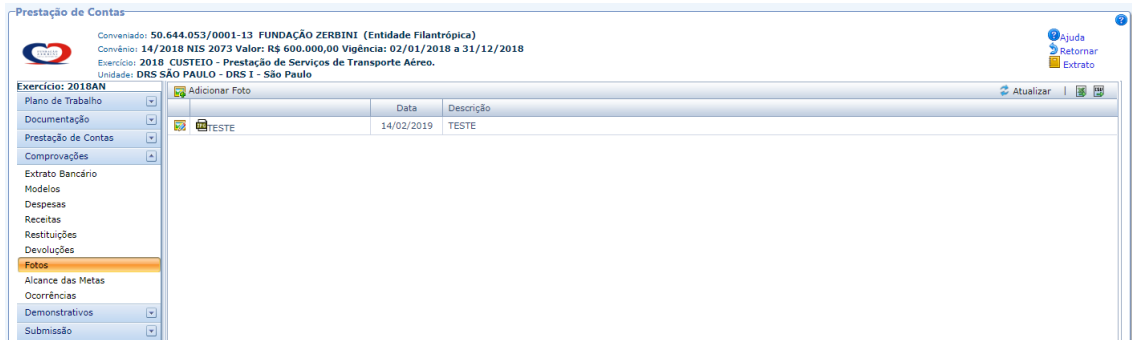 Prestação de Contas
Conveniado: 50.644.053/0001-13 FUNDAÇÃO ZERBINI (Entidade Filantrópica)
Convênio: 14/2018 NIS 2073 Valor: R$ 600.000,00 Vigência: 02/01/2018 a 31/12/2018
Exercício: 2018 CUSTEIO - Prestação de Serviços de Transporte Aéreo.
Unidade: DRS SÃO PAULO - DRS I - São Paulo
Ajuda
Retornar
Extrato
Exercício: 2018AN
Plano de Trabalho
Documentação
Prestação de Contas
Comprovações
Extrato Bancário
Modelos
Despesas
Receitas
Restituições
Devoluções
Fotos
Alcance das Metas
Ocorrências
Demonstrativos
Submissão
Adicionar Foto
Atualizar |
Data Descrição
TESTE 14/02/2019 TESTE